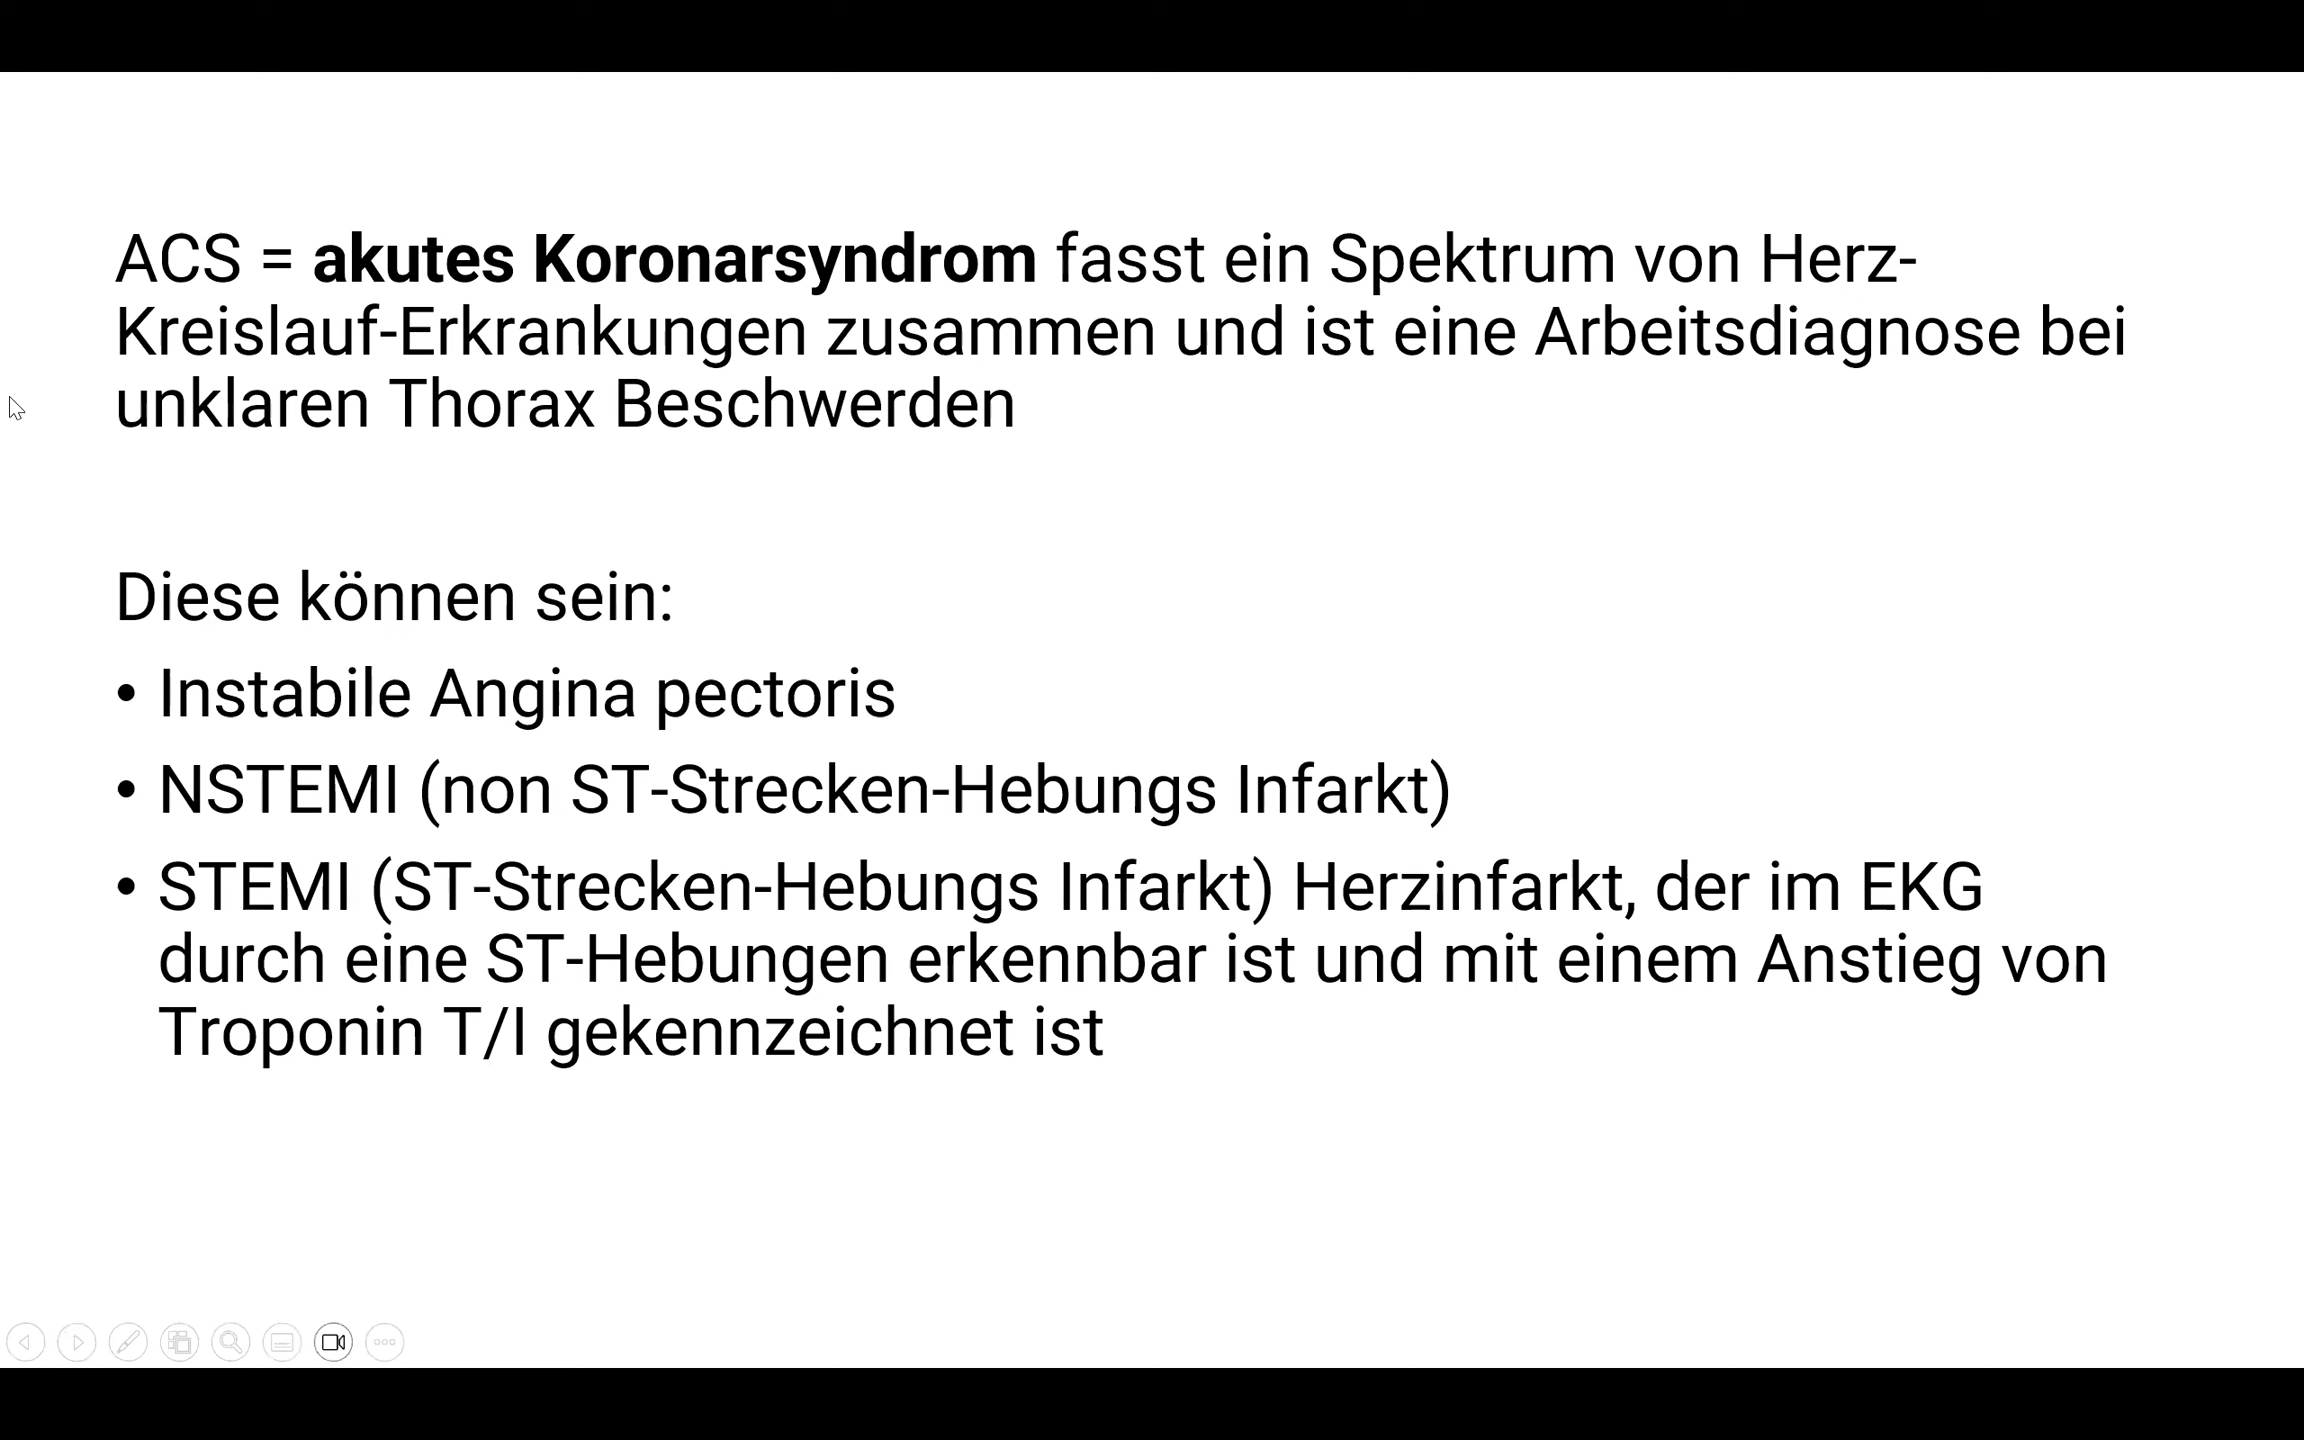 ACS = akutes Koronarsyndrom fasst ein Spektrum von Herz-
Kreislauf-Erkrankungen zusammen und ist eine Arbeitsdiagnose bei
unklaren Thorax Beschwerden
Diese können sein:
• Instabile Angina pectoris
• NSTEMI (non ST-Strecken-Hebungs Infarkt)
• STEMI (ST-Strecken-Hebungs Infarkt) Herzinfarkt, der im EKG
durch eine ST-Hebungen erkennbar ist und mit einem Anstieg von
Troponin T/I gekennzeichnet ist